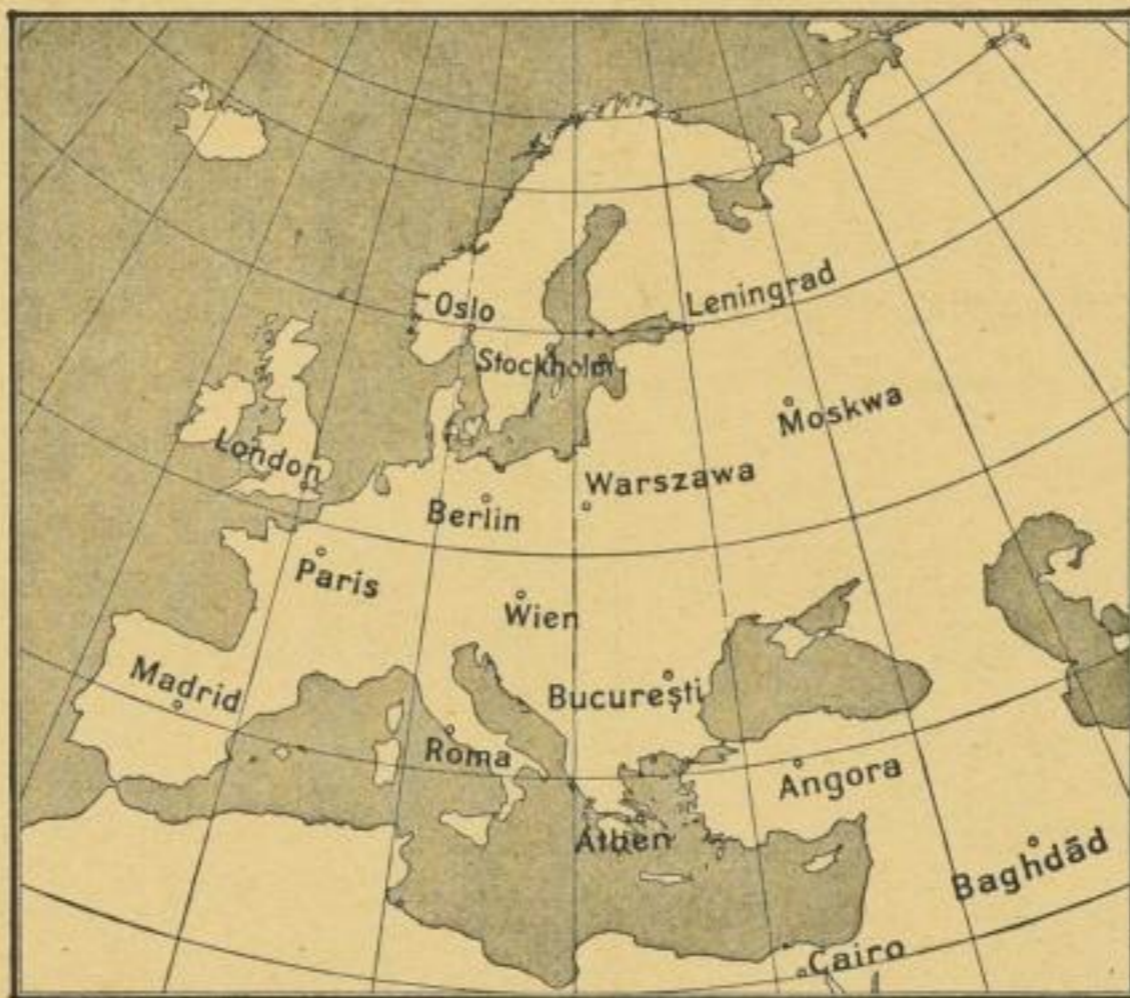 Oslo
Leningrad
Stockholm
Moskwa
London
Warszawa
Berlin
Paris
Wien
Madrid
Bucureşti
Roma
Angora
Athen
Baghdād
Cairo